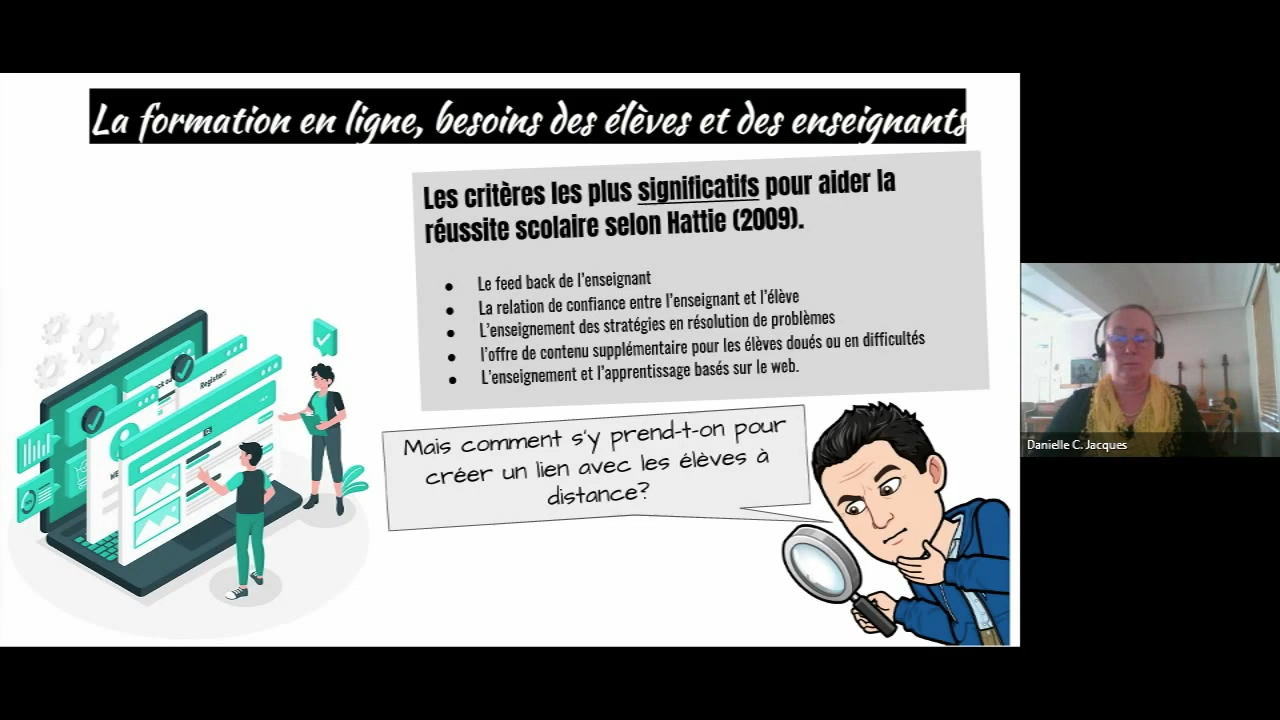 La formation en ligne, besoins des élèves et des enseignants
Les critères les plus significatifs pour aider la
réussite scolaire selon Hattie (2009).
● Le feed back de l'enseignant
● La relation de confiance entre l'enseignant et l'élève
● L'enseignement des stratégies en résolution de problèmes
● l'offre de contenu supplémentaire pour les élèves doués ou en difficultés
● L'enseignement et l'apprentissage basés sur le web.
Mais comment s'y prend-t-on pour
créer un lien avec les élèves à
distance?
Register!
Danielle C. Jacques